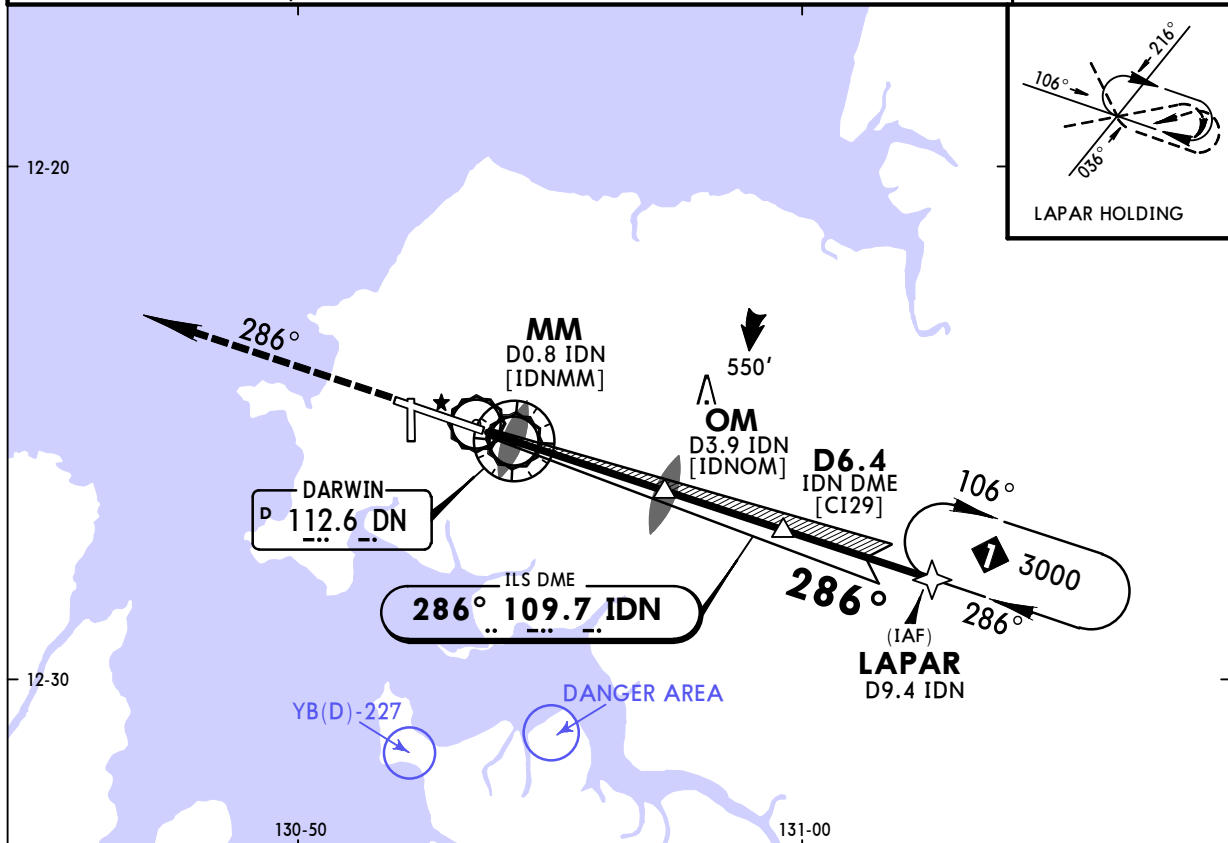 216°
106°
036°
LAPAR HOLDING
12-20
286°
MM
D0.8 IDN
[IDNMM]
550'
OM
D3.9 IDN
[IDNOM]
D6.4
IDN DME
[CI29]
106°
1 3000
286°
DARWIN
D 112.6 DN
ILS DME
286° 109.7 IDN
286°
(IAF)
LAPAR
D9.4 IDN
12-30
YB(D)-227
DANGER AREA
130-50
131-00